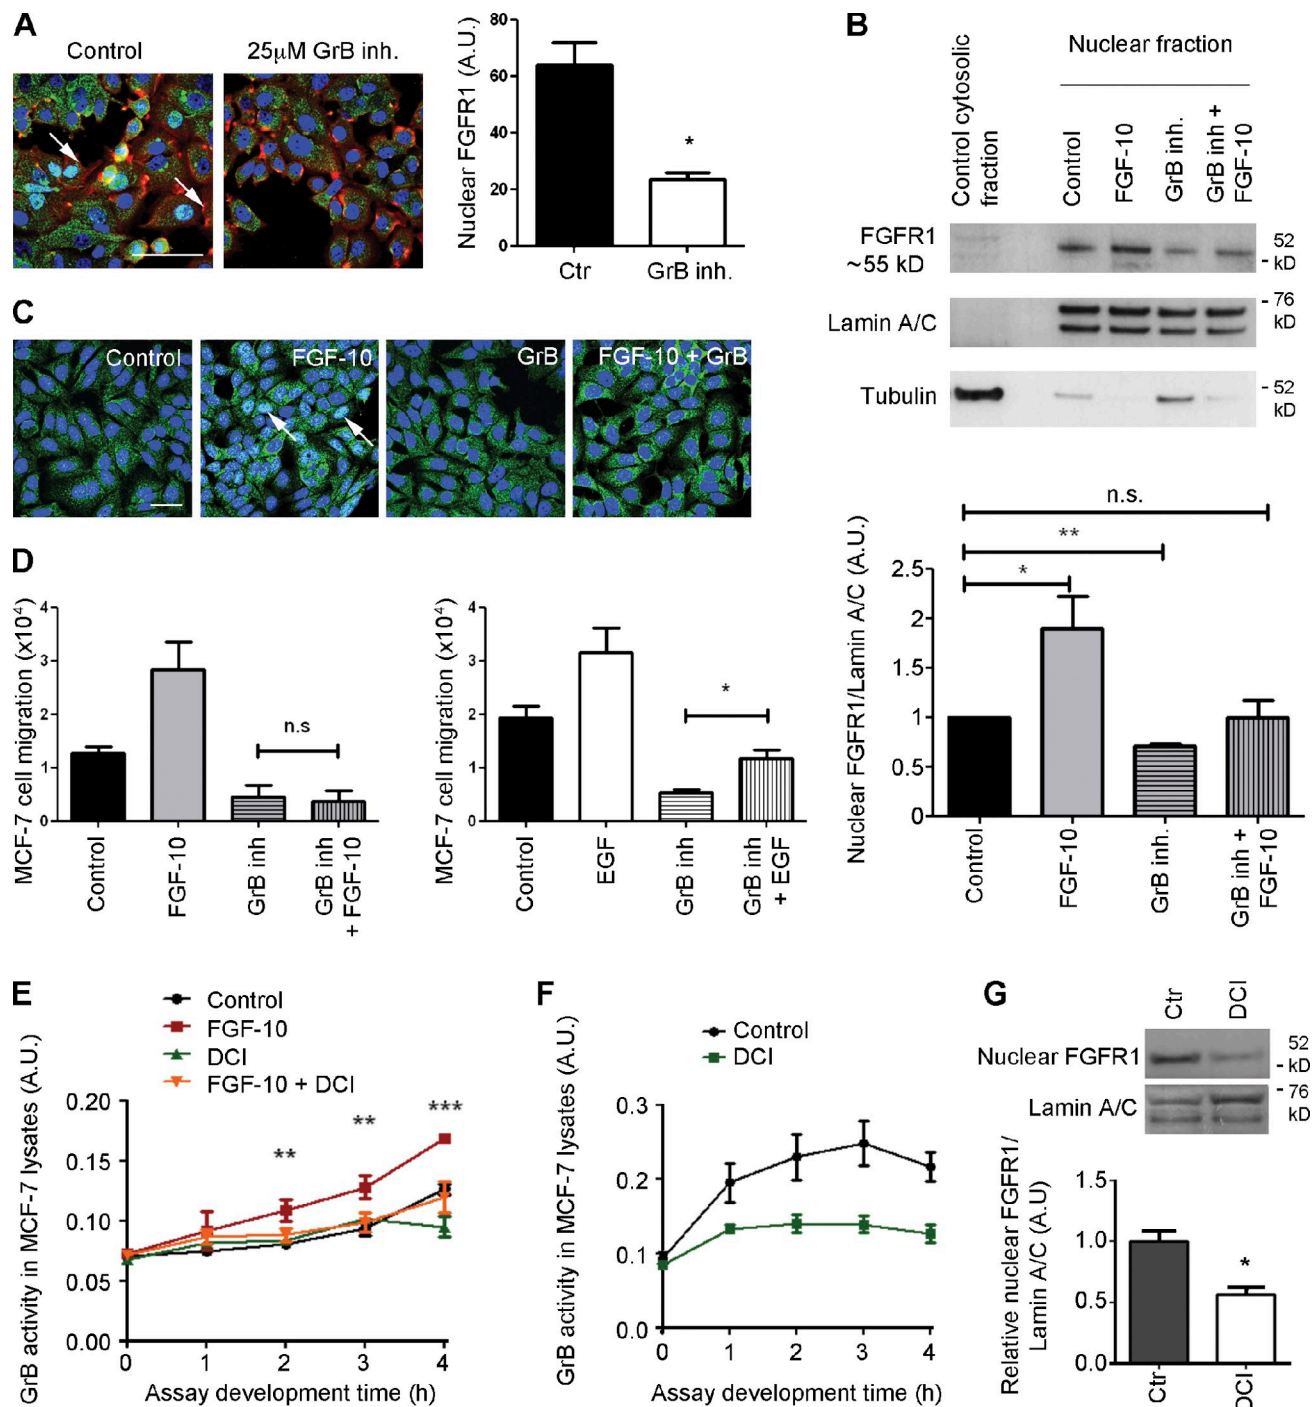 A
Control
25µM GrB inh.
Nuclear FGFR1 (A.U.)
80
60
40
20
0
*
Ctr
GrB inh.
B
Control cytosolic
fraction
Nuclear fraction
Control
FGF-10
GrB inh.
GrB inh +
FGF-10
FGFR1
~55 kD
52
- kD
Lamin A/C
- 76
kD
Tubulin
- 52
kD
n.s.
**
*
Nuclear FGFR1/Lamin A/C (A.U.)
2.5
2
1.5
1
0.5
0
Control
FGF-10
GrB inh.
GrB inh +
FGF-10
C
Control
FGF-10
GrB
FGF-10 + GrB
D
MCF-7 cell migration (x10⁴)
4
3
2
1
0
n.s
Control
FGF-10
GrB inh
GrB inh
+ FGF-10
MCF-7 cell migration (x10⁴)
4
3
2
1
0
*
Control
EGF
GrB inh
GrB inh
+ EGF
E
Control
FGF-10
DCI
FGF-10 + DCI
GrB activity in MCF-7 lysates (A.U.)
0.20
0.15
0.10
0.05
0.00
**
**
***
0 1 2 3 4
Assay development time (h)
F
Control
DCI
GrB activity in MCF-7 lysates (A.U.)
0.3
0.2
0.1
0.0
0 1 2 3 4
Assay development time (h)
G
Ctr
DCI
Nuclear FGFR1
52
- kD
Lamin A/C
- 76
kD
Relative nuclear FGFR1/
Lamin A/C (A.U)
1.5
1.0
0.5
0.0
*
Ctr
DCI